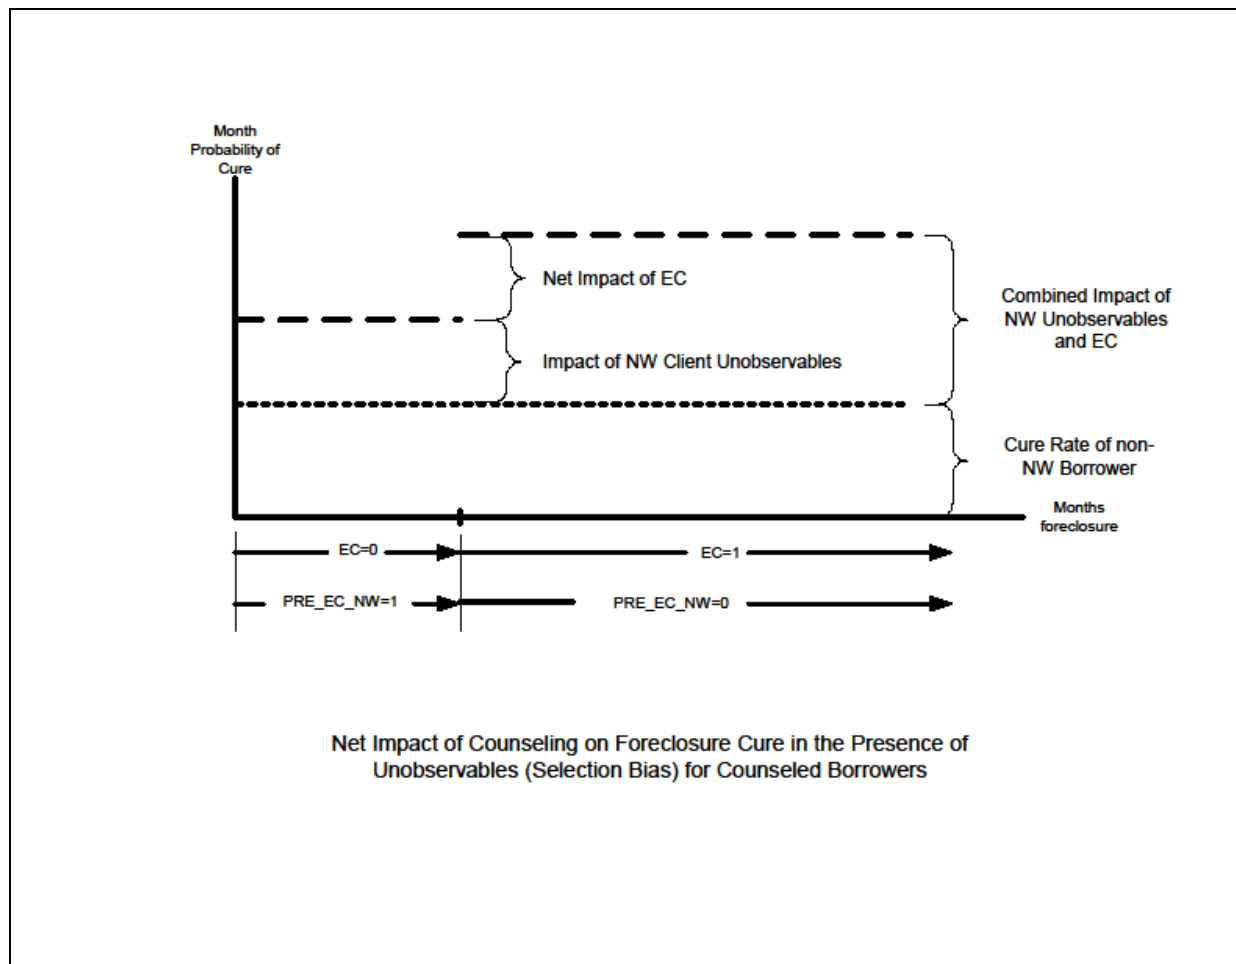 Month
Probability of
Cure
Net Impact of EC
Impact of NW Client Unobservables
Combined Impact of
NW Unobservables
and EC
Cure Rate of non-
NW Borrower
Months
foreclosure
EC=0
EC=1
PRE_EC_NW=1
PRE_EC_NW=0
Net Impact of Counseling on Foreclosure Cure in the Presence of
Unobservables (Selection Bias) for Counseled Borrowers